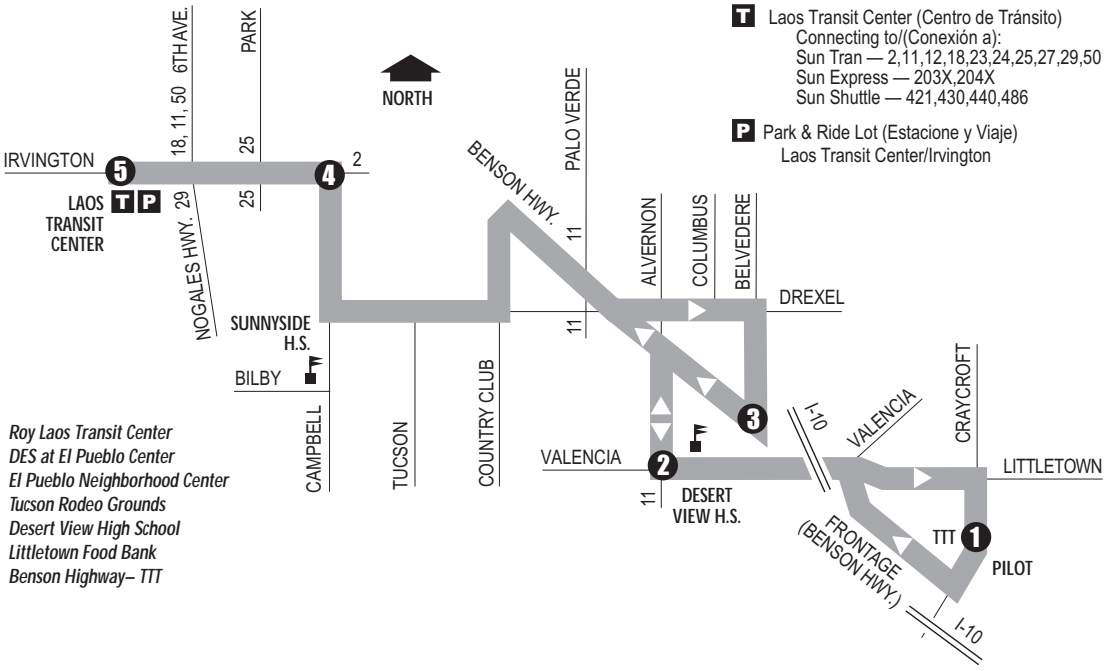 T Laos Transit Center (Centro de Tránsito)
Connecting to/(Conexión a):
Sun Tran — 2,11,12,18,23,24,25,27,29,50
Sun Express — 203X,204X
Sun Shuttle — 421,430,440,486
P Park & Ride Lot (Estacione y Viaje)
Laos Transit Center/Irvington
18, 11, 50 6TH AVE.
PARK
25
25
NORTH
IRVINGTON
5
4
2
LAOS
TRANSIT
CENTER
T P
29
NOGALES HWY.
BENSON HWY.
PALO VERDE
11
11
ALVERNON
COLUMBUS
BELVEDERE
DREXEL
SUNNYSIDE
H.S.
BILBY
CAMPBELL
TUCSON
COUNTRY CLUB
3
I-10
VALENCIA
CRAYCROFT
VALENCIA
2
11
DESERT
VIEW H.S.
LITTLETOWN
TTT 1
PILOT
FRONTAGE
(BENSON HWY.)
I-10
Roy Laos Transit Center
DES at El Pueblo Center
El Pueblo Neighborhood Center
Tucson Rodeo Grounds
Desert View High School
Littletown Food Bank
Benson Highway– TTT